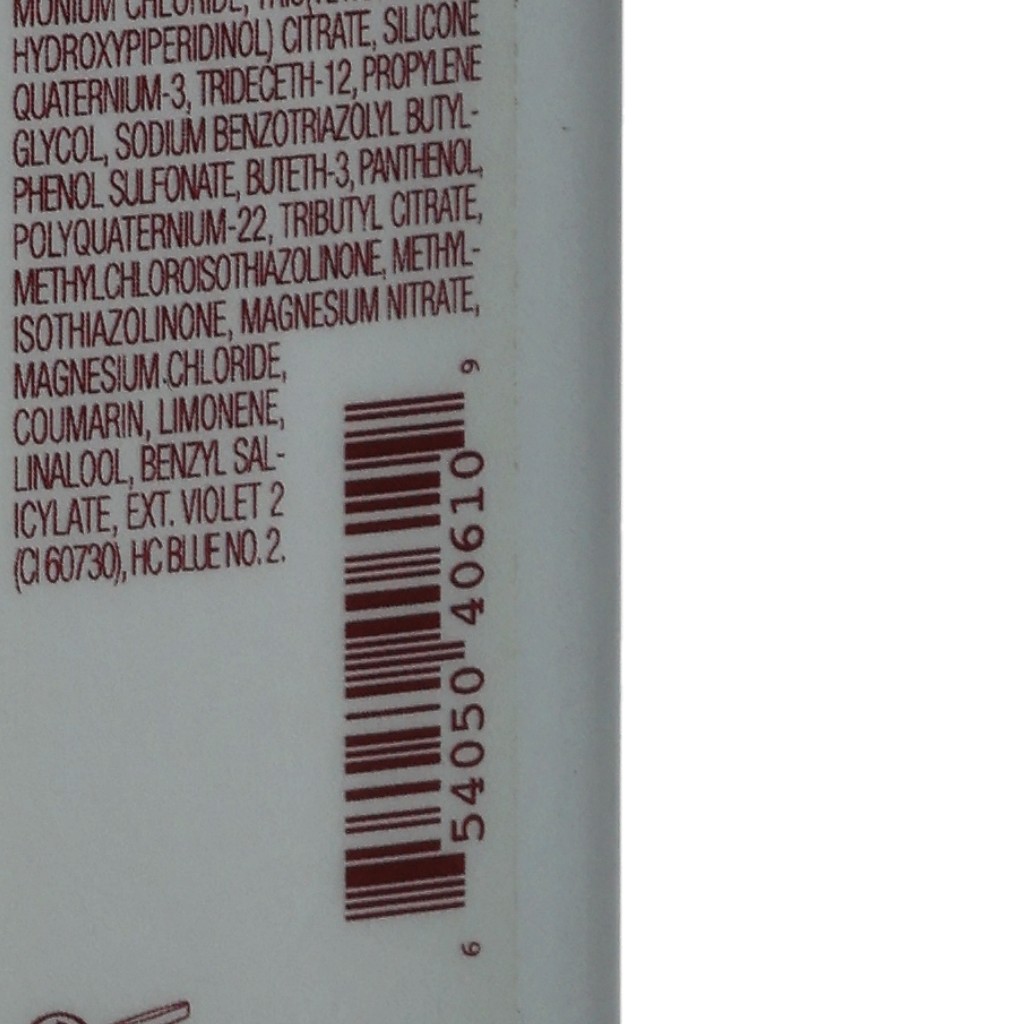 MONIUM CHLORIDE,
HYDROXYPIPERIDINOL) CITRATE, SILICONE
QUATERNIUM-3, TRIDECETH-12, PROPYLENE
GLYCOL, SODIUM BENZOTRIAZOLYL BUTYL-
PHENOL SULFONATE, BUTETH-3, PANTHENOL,
POLYQUATERNIUM-22, TRIBUTYL CITRATE,
METHYLCHLOROISOTHIAZOLINONE, METHYL-
ISOTHIAZOLINONE, MAGNESIUM NITRATE,
MAGNESIUM CHLORIDE,
COUMARIN, LIMONENE,
LINALOOL, BENZYL SAL-
ICYLATE, EXT. VIOLET 2
(CI 60730), HC BLUE NO. 2.
6 54050 40610 9